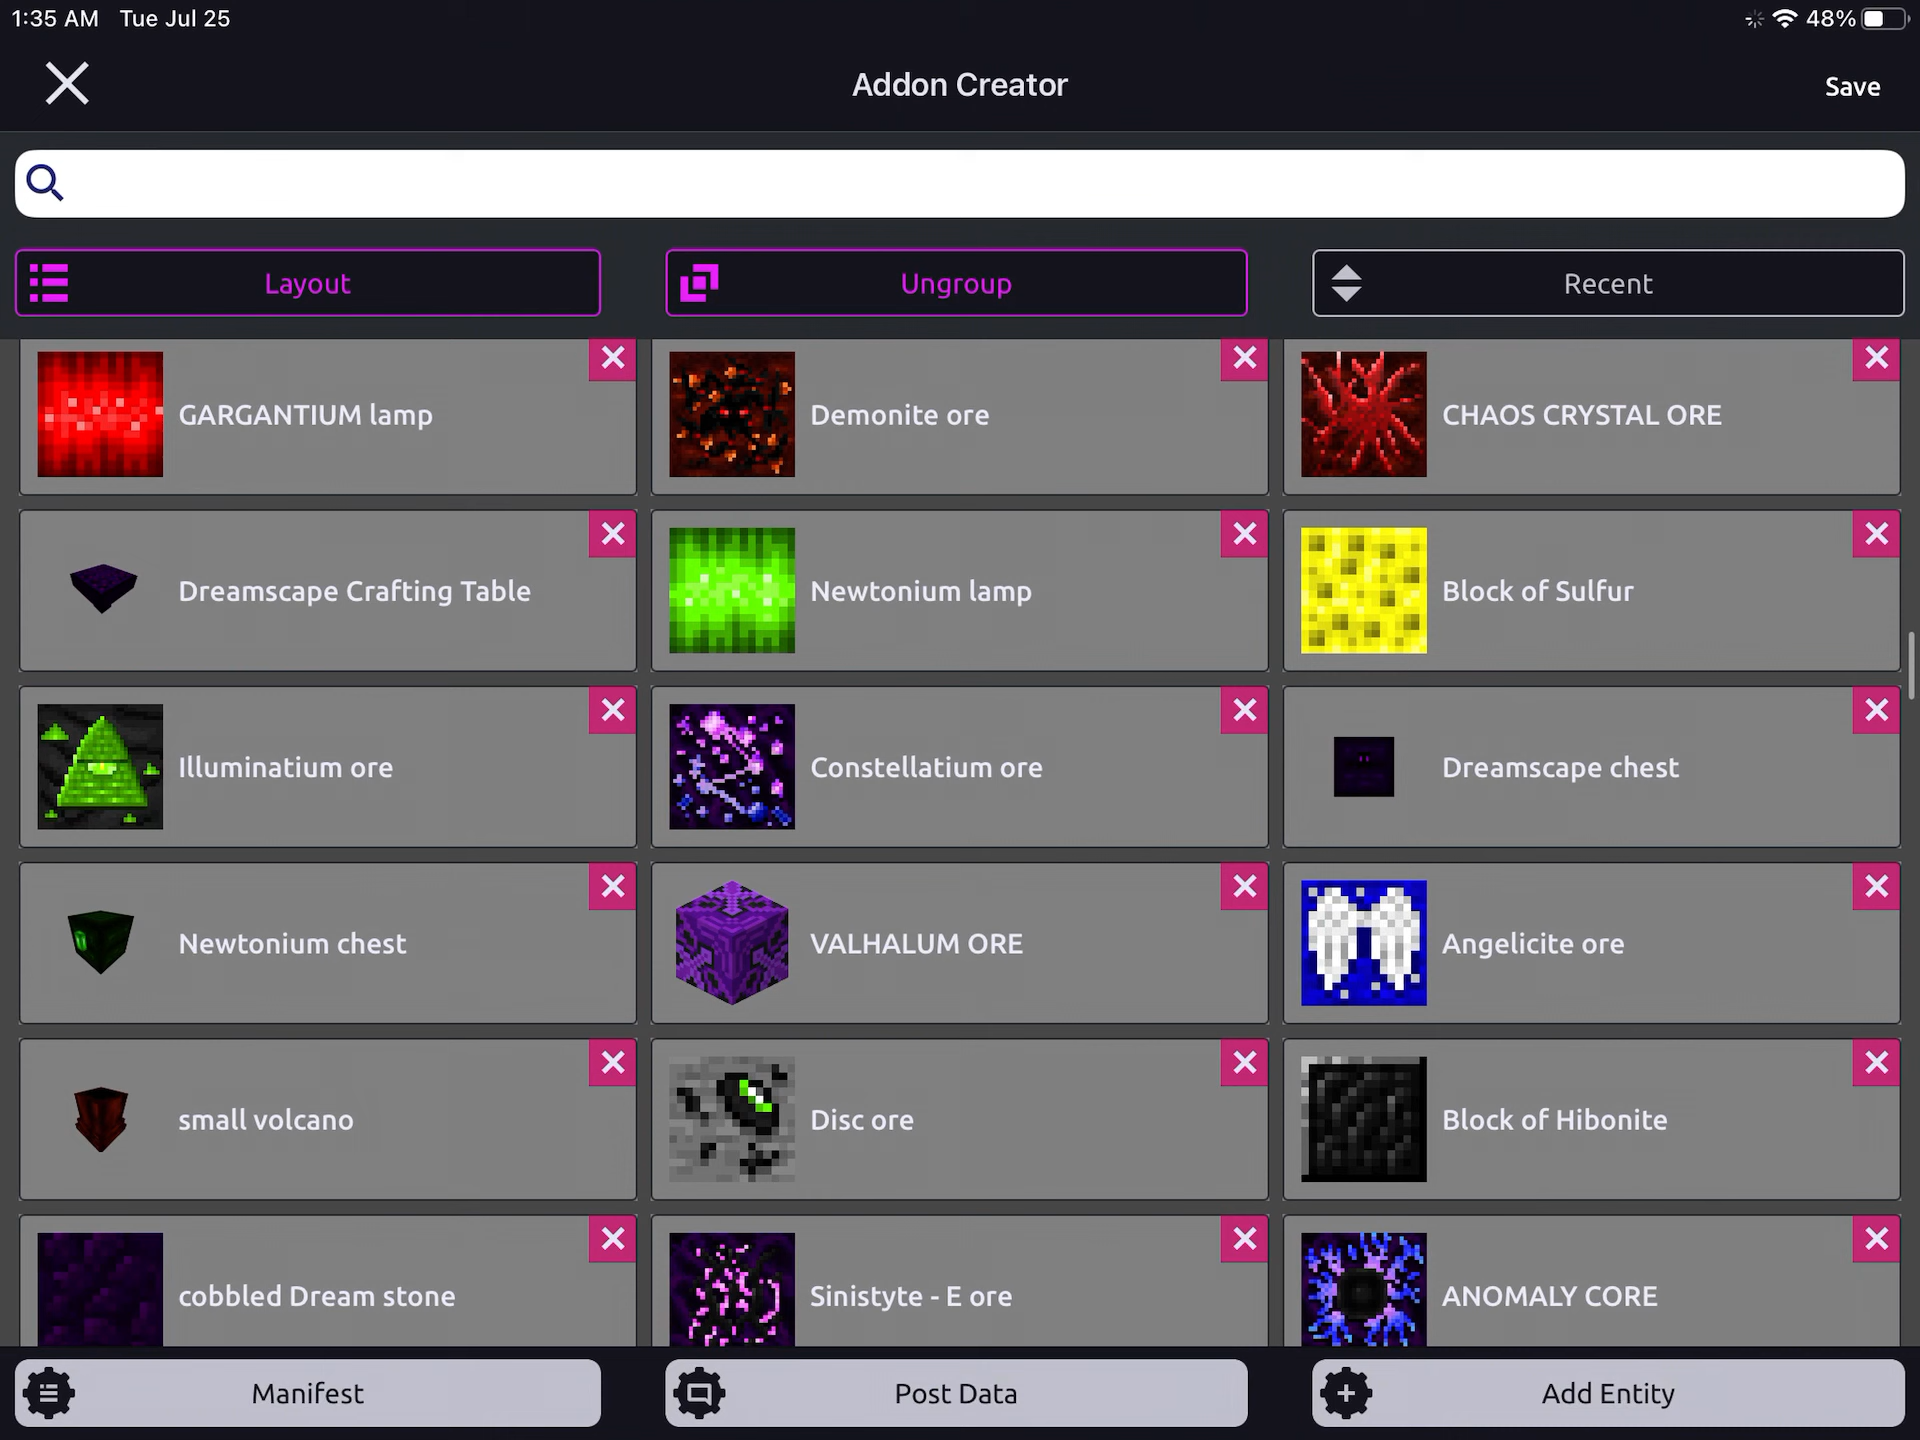 1:35 AM Tue Jul 25
48%
Addon Creator
Save
Layout
Ungroup
Recent
GARGANTIUM lamp
Demonite ore
CHAOS CRYSTAL ORE
Dreamscape Crafting Table
Newtonium lamp
Block of Sulfur
Illuminatium ore
Constellatium ore
Dreamscape chest
Newtonium chest
VALHALUM ORE
Angelicite ore
small volcano
Disc ore
Block of Hibonite
cobbled Dream stone
Sinistyte - E ore
ANOMALY CORE
Manifest
Post Data
Add Entity